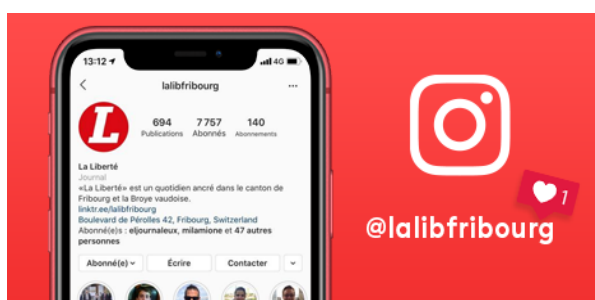 13:12
4G
lalibfribourg
L
694
7 757
140
Publications
Abonnés
Abonnements
La Liberté
Journal
«La Liberté» est un quotidien ancré dans le canton de
Fribourg et la Broye vaudoise.
linktr.ee/lalibfribourg
Boulevard de Pérolles 42, Fribourg, Switzerland
Abonné(e)s : eljournaleux, milamione et 47 autres
personnes
Abonné(e)
Écrire
Contacter
1
@lalibfribourg